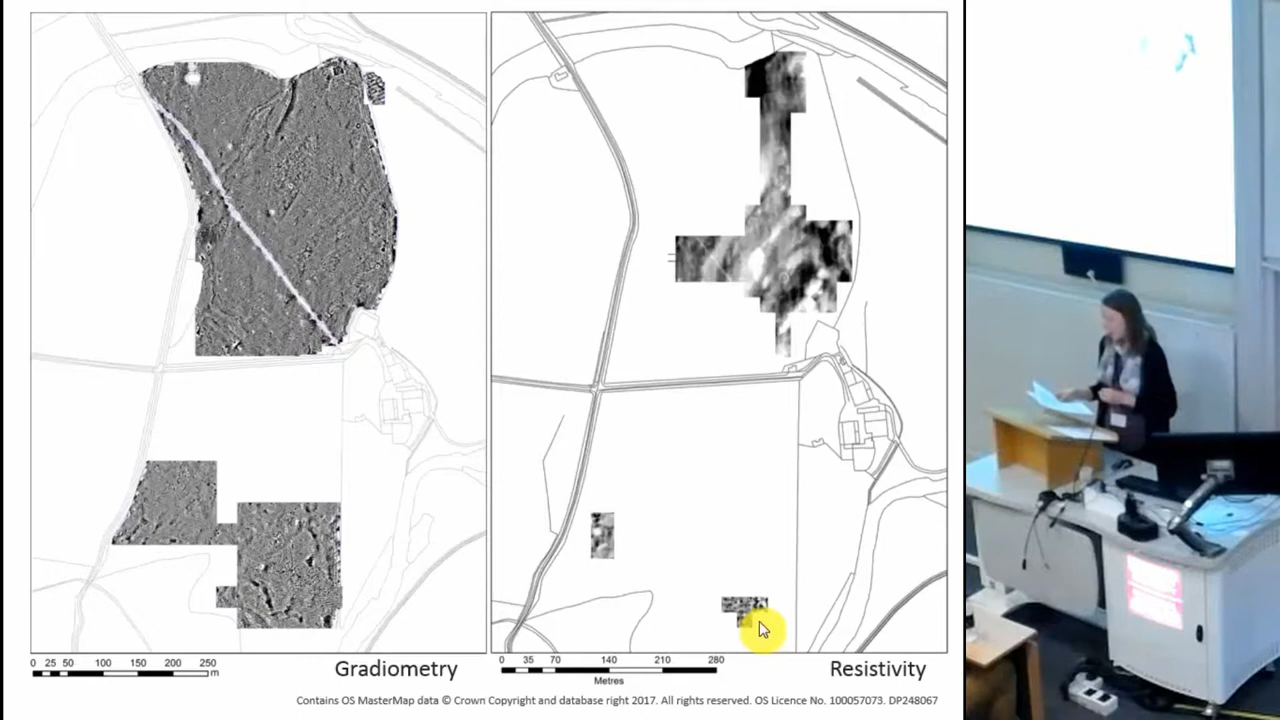 0 25 50 100 150 200 250
m
Gradiometry
0 35 70 140 210 280
Metres
Resistivity
Contains OS MasterMap data © Crown Copyright and database right 2017. All rights reserved. OS Licence No. 100057073. DP248067